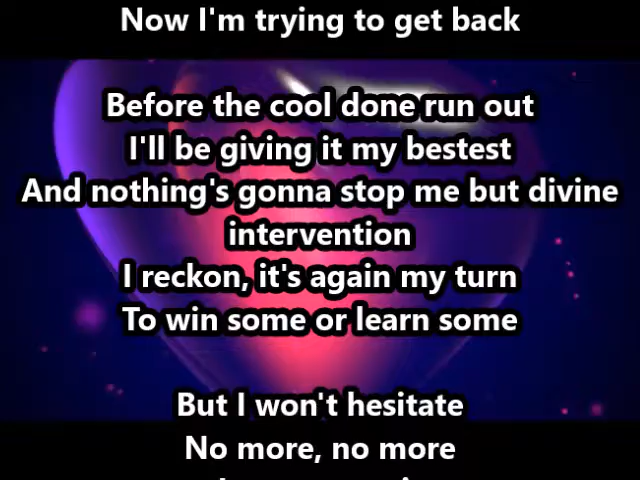 Now I'm trying to get back
Before the cool done run out
I'll be giving it my bestest
And nothing's gonna stop me but divine
intervention
I reckon, it's again my turn
To win some or learn some
But I won't hesitate
No more, no more